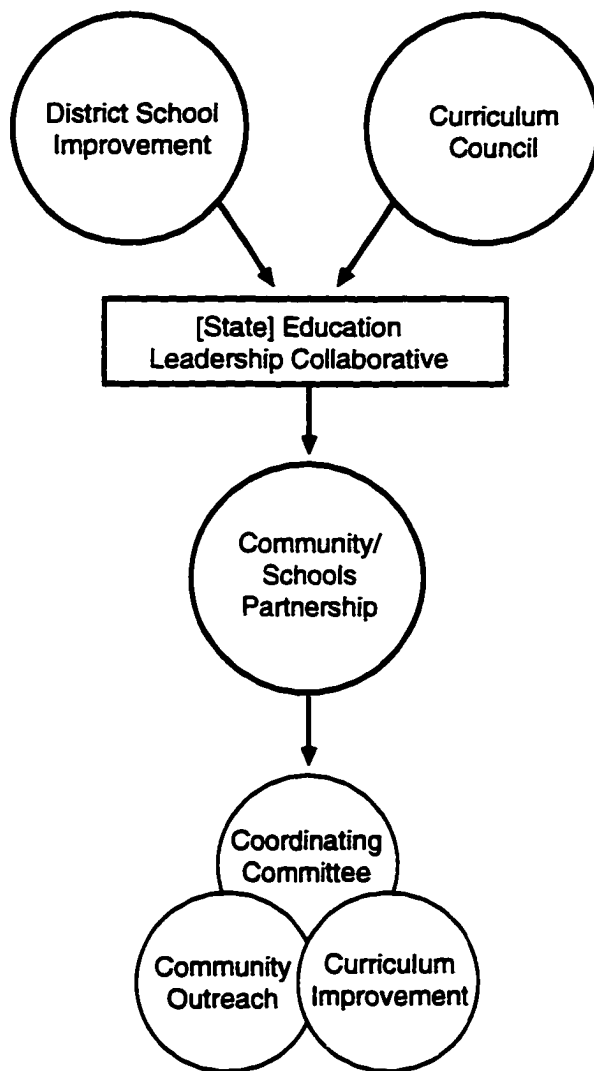 District School
Improvement
Curriculum
Council
[State] Education
Leadership Collaborative
Community/
Schools
Partnership
Coordinating
Committee
Community
Outreach
Curriculum
Improvement